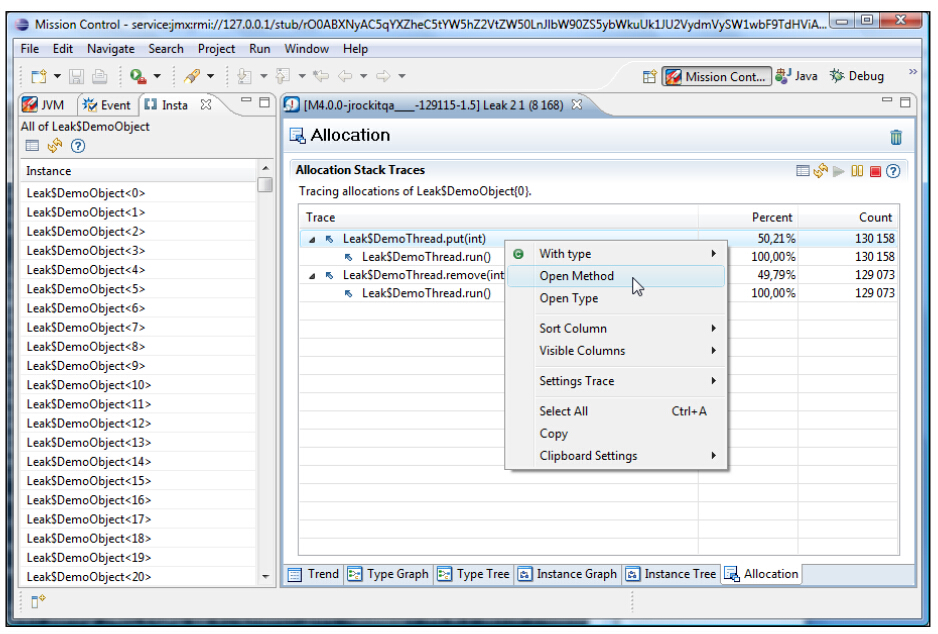 Mission Control - service:jmx:rmi://127.0.0.1/stub/rO0ABXNyAC5qYXZheC5tYW5hZ2VtZW50LnJlbW90ZS5ybWkuUk1JU2VydmVySW1wbF9TdHViA...
File Edit Navigate Search Project Run Window Help
Mission Cont... Java Debug »
JVM Event Insta
[M4.0.0-jrockitqa___-129115-1.5] Leak 2 1 (8 168)
All of Leak$DemoObject
Allocation
Instance
Leak$DemoObject<0>
Leak$DemoObject<1>
Leak$DemoObject<2>
Leak$DemoObject<3>
Leak$DemoObject<4>
Leak$DemoObject<5>
Leak$DemoObject<6>
Leak$DemoObject<7>
Leak$DemoObject<8>
Leak$DemoObject<9>
Leak$DemoObject<10>
Leak$DemoObject<11>
Leak$DemoObject<12>
Leak$DemoObject<13>
Leak$DemoObject<14>
Leak$DemoObject<15>
Leak$DemoObject<16>
Leak$DemoObject<17>
Leak$DemoObject<18>
Leak$DemoObject<19>
Leak$DemoObject<20>
Allocation Stack Traces
Tracing allocations of Leak$DemoObject{0}.
Trace Percent Count
Leak$DemoThread.put(int) 50,21% 130 158
Leak$DemoThread.run() 100,00% 130 158
Leak$DemoThread.remove(int 49,79% 129 073
Leak$DemoThread.run() 100,00% 129 073
With type
Open Method
Open Type
Sort Column
Visible Columns
Settings Trace
Select All Ctrl+A
Copy
Clipboard Settings
Trend Type Graph Type Tree Instance Graph Instance Tree Allocation